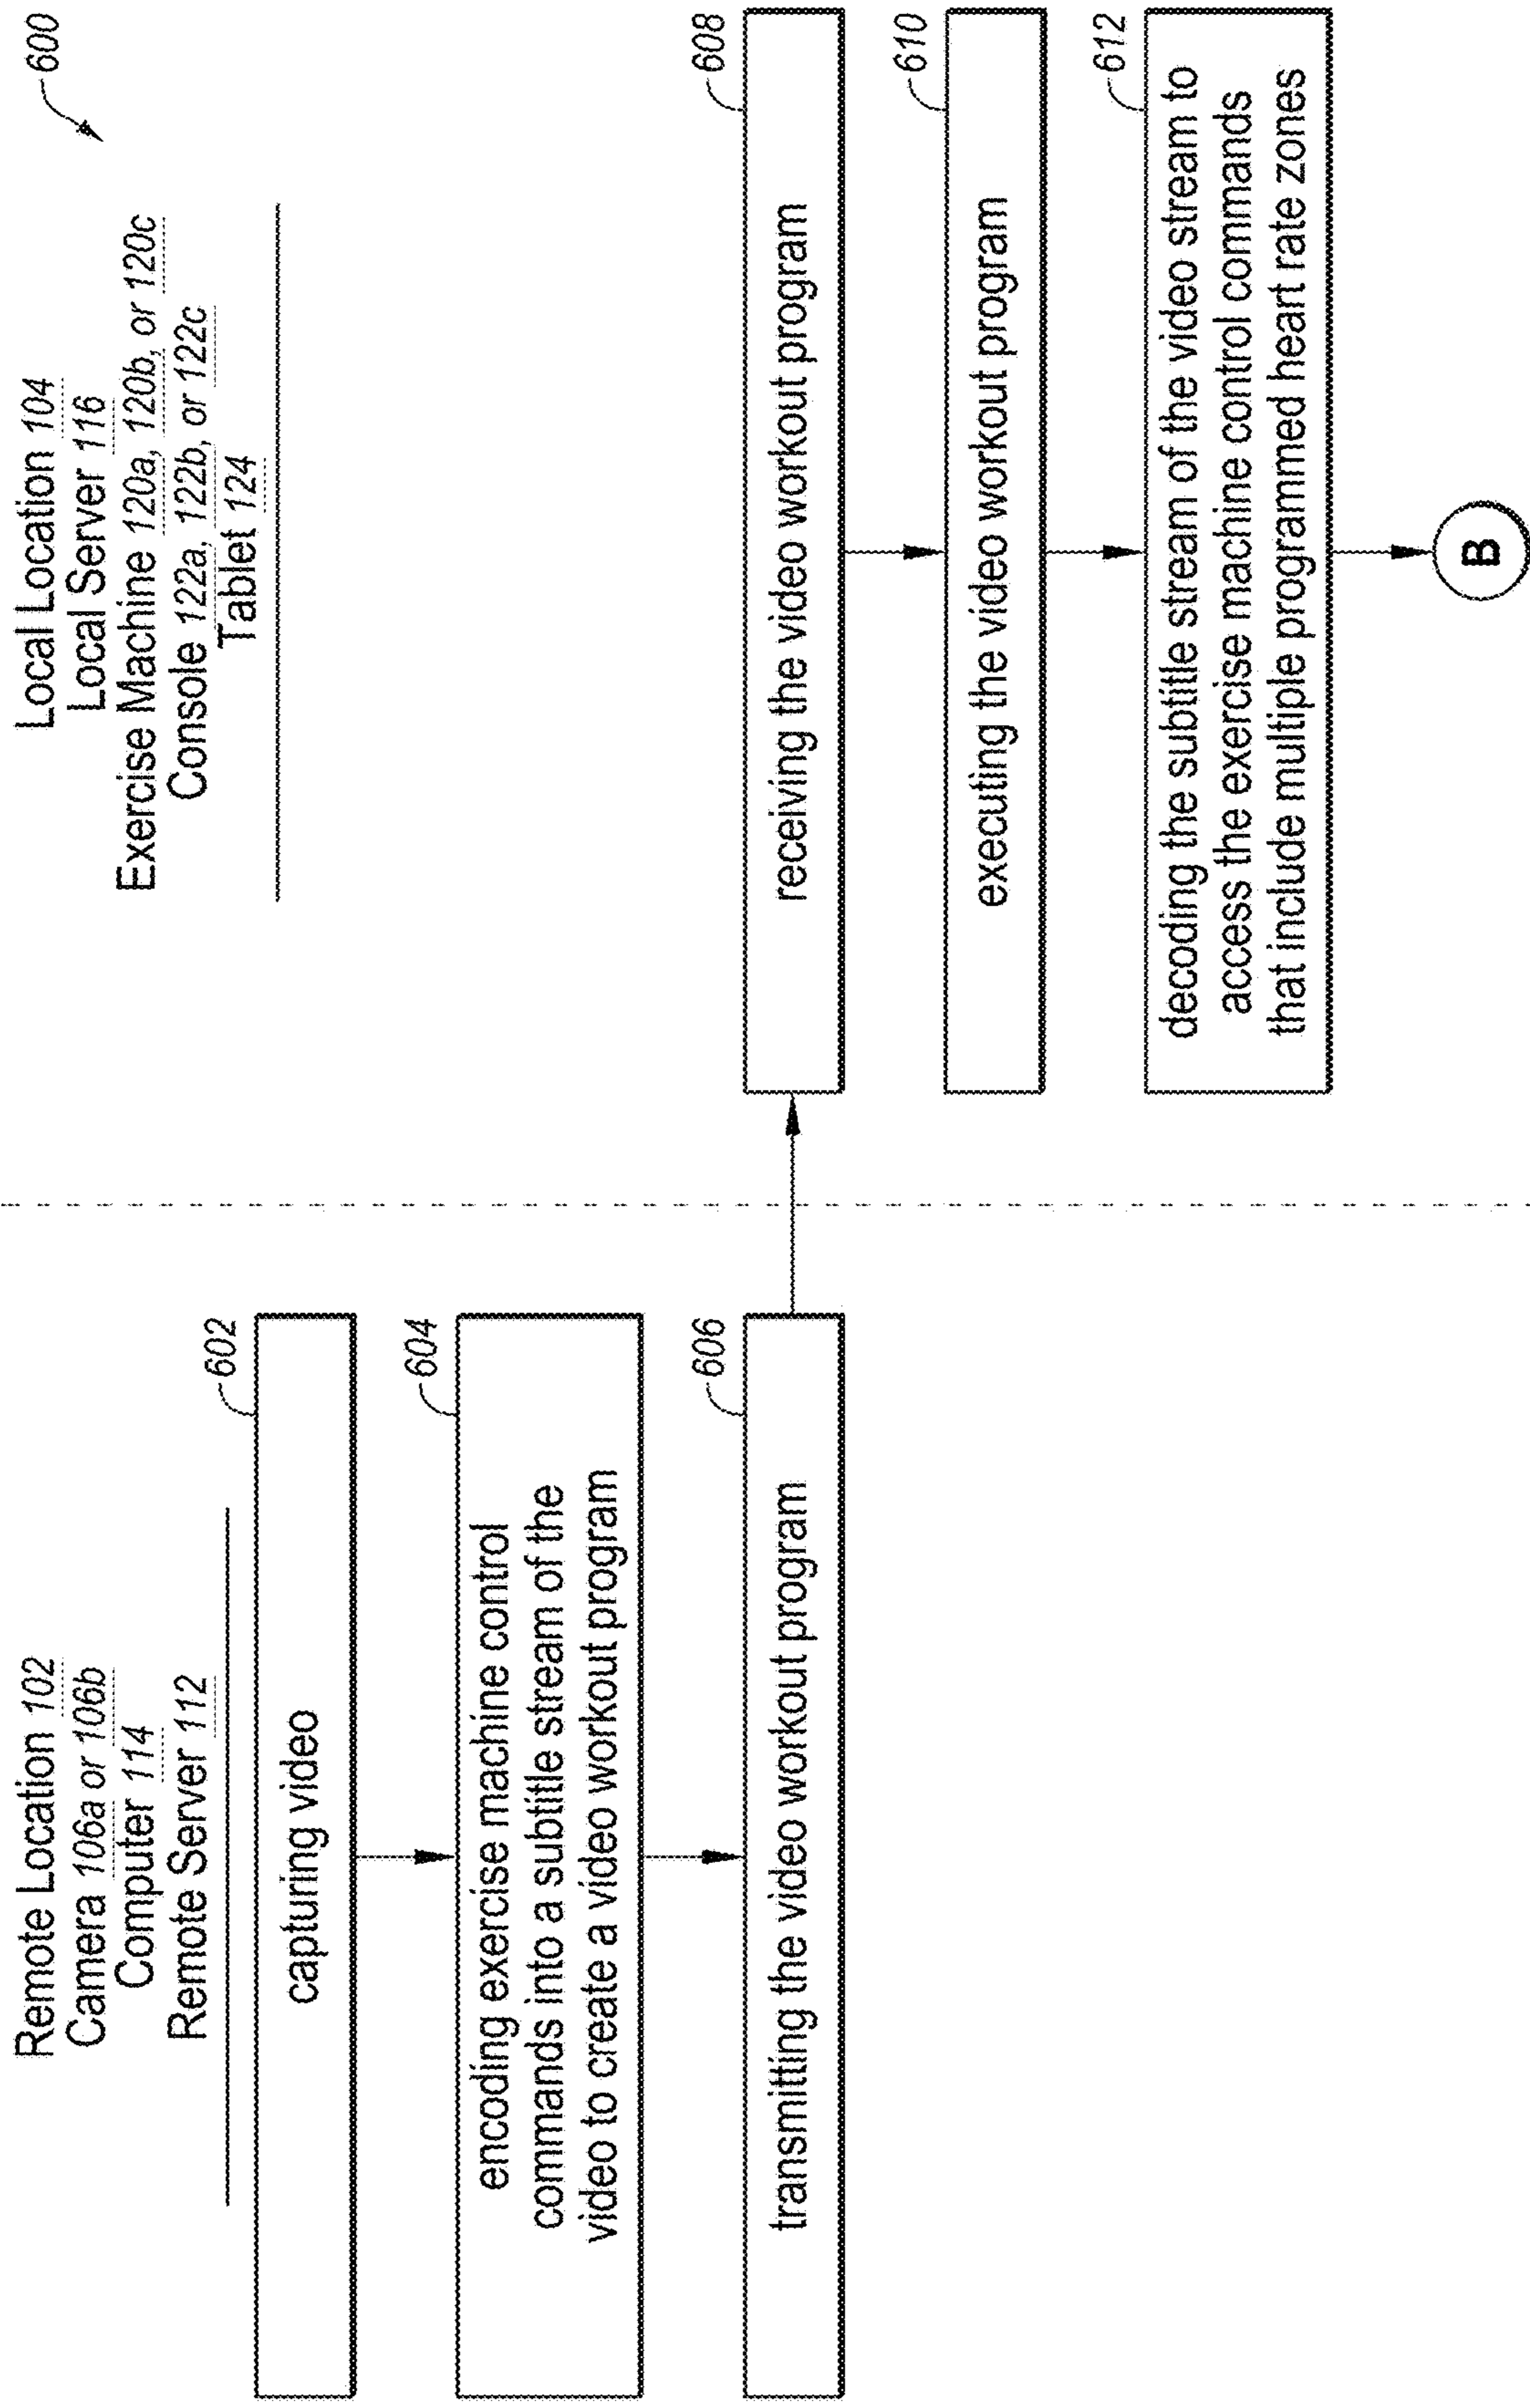 600
Remote Location 102
Camera 106a or 106b
Computer 114
Remote Server 112
602
capturing video
604
encoding exercise machine control
commands into a subtitle stream of the
video to create a video workout program
606
transmitting the video workout program
Local Location 104
Local Server 116
Exercise Machine 120a, 120b, or 120c
Console 122a, 122b, or 122c
Tablet 124
608
receiving the video workout program
610
executing the video workout program
612
decoding the subtitle stream of the video stream to
access the exercise machine control commands
that include multiple programmed heart rate zones
B